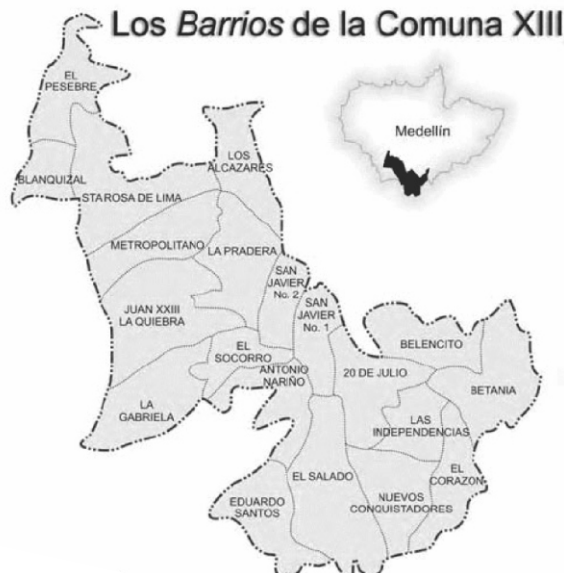 Los Barrios de la Comuna XIII
EL
PESEBRE
Medellín
LOS
ALCAZARES
BLANQUIZAL
STA ROSA DE LIMA
METROPOLITANO
LA PRADERA
SAN
JAVIER
No. 2
SAN
JAVIER
No. 1
JUAN XXIII
LA QUIEBRA
BELENCITO
EL
SOCORRO
ANTONIO
NARIÑO
20 DE JULIO
BETANIA
LA
GABRIELA
LAS
INDEPENDENCIAS
EL SALADO
EL
CORAZON
EDUARDO
SANTOS
NUEVOS
CONQUISTADORES